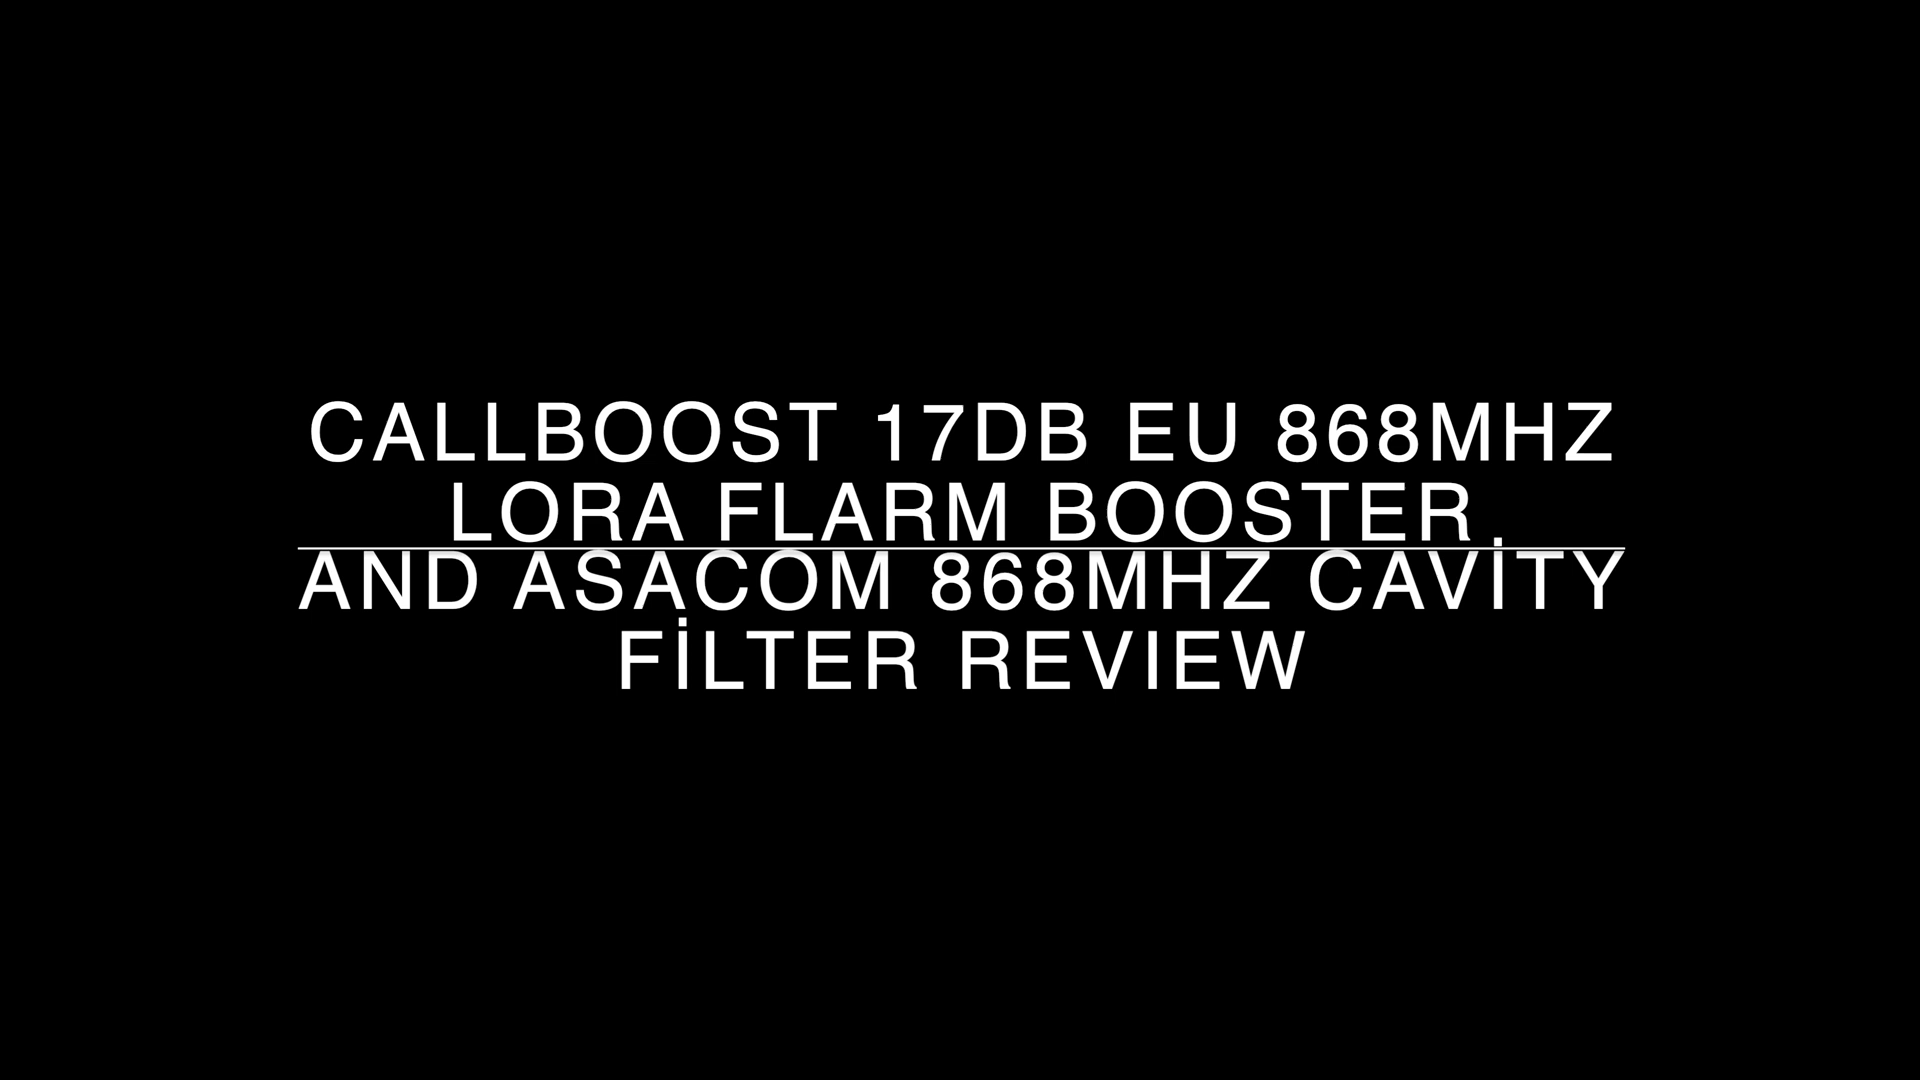 CALLBOOST 17DB EU 868MHZ
LORA FLARM BOOSTER
AND ASACOM 868MHZ CAVİTY
FİLTER REVIEW